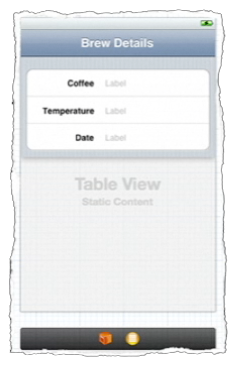 Brew Details
Coffee Label
Temperature Label
Date Label
Table View
Static Content